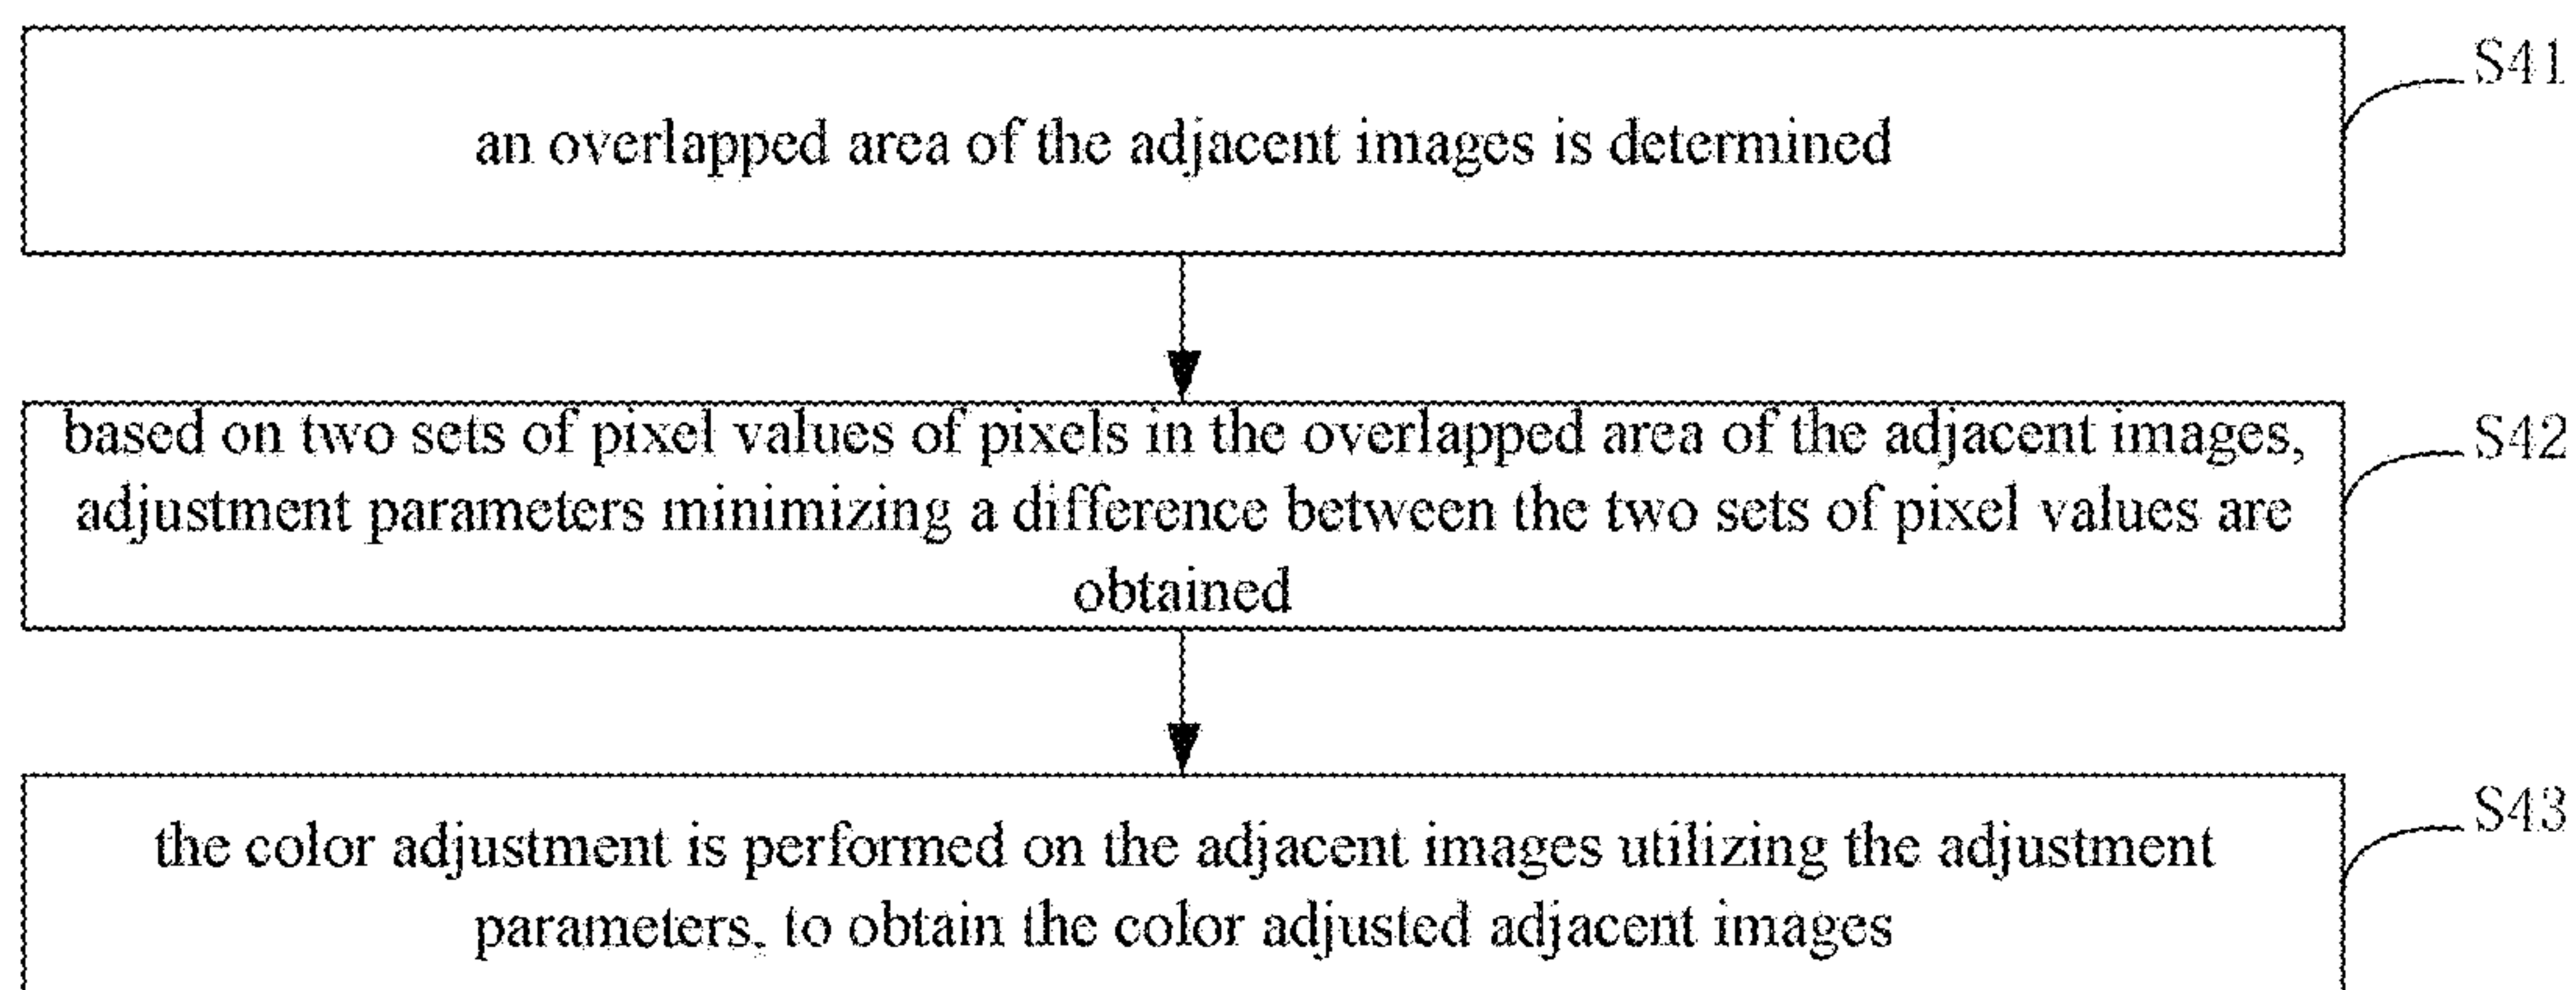 S41
an overlapped area of the adjacent images is determined
based on two sets of pixel values of pixels in the overlapped area of the adjacent images,
S42
adjustment parameters minimizing a difference between the two sets of pixel values are
obtained
S43
the color adjustment is performed on the adjacent images utilizing the adjustment
parameters, to obtain the color adjusted adjacent images